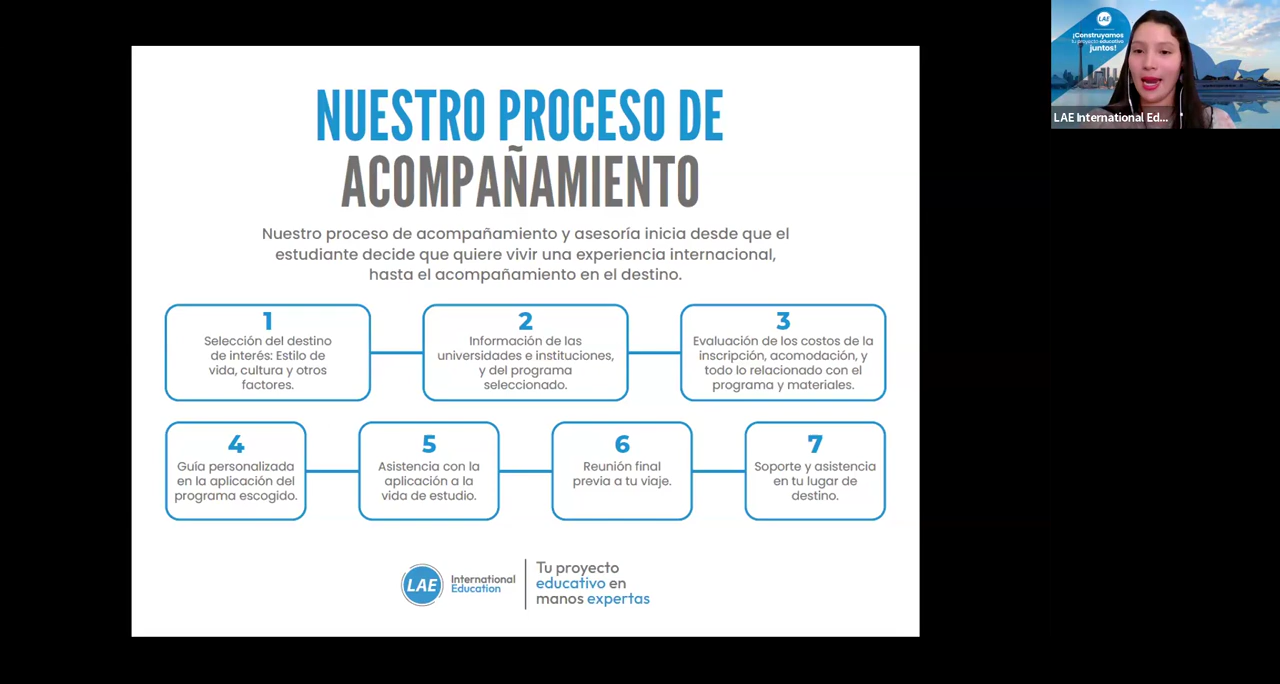 NUESTRO PROCESO DE
ACOMPAÑAMIENTO
Nuestro proceso de acompañamiento y asesoría inicia desde que el
estudiante decide que quiere vivir una experiencia internacional,
hasta el acompañamiento en el destino.
1
Selección del destino
de interés: Estilo de
vida, cultura y otros
factores.
2
Información de las
universidades e instituciones,
y del programa
seleccionado.
3
Evaluación de los costos de la
inscripción, acomodación, y
todo lo relacionado con el
programa y materiales.
4
Guía personalizada
en la aplicación del
programa escogido.
5
Asistencia con la
aplicación a la
vida de estudio.
6
Reunión final
previa a tu viaje.
7
Soporte y asistencia
en tu lugar de
destino.
LAE
International
Education
Tu proyecto
educativo en
manos expertas
LAE
¡Construyamos
tu proyecto educativo
juntos!
LAE International Ed...